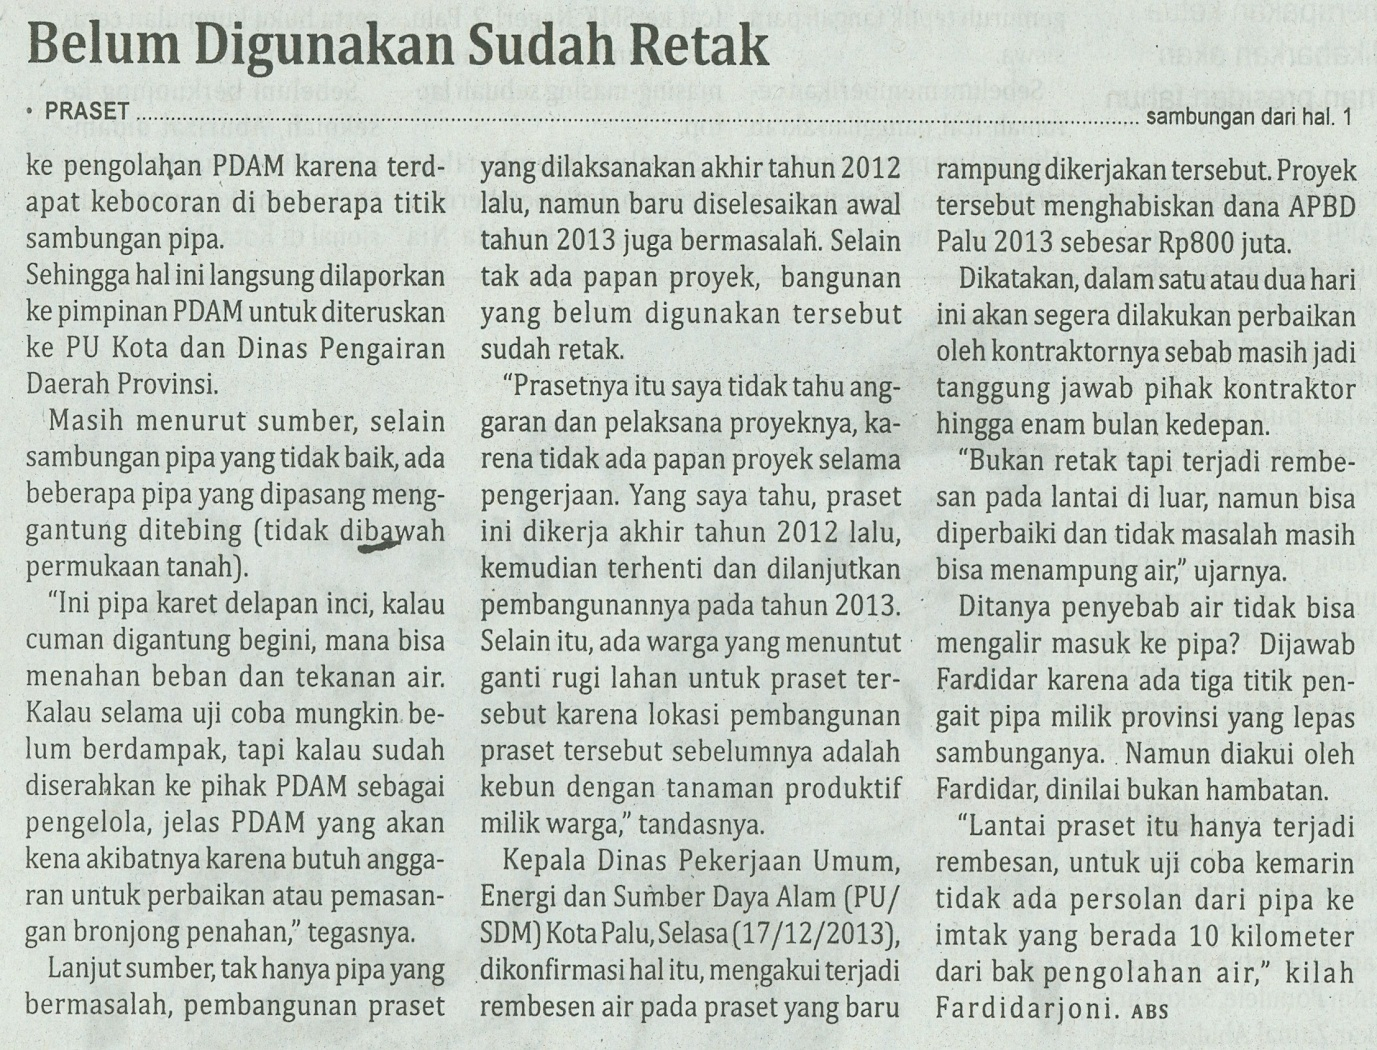 Belum Digunakan Sudah Retak
• PRASET ........................................................ sambungan dari hal. 1
ke pengolahan PDAM karena terd-
apat kebocoran di beberapa titik
sambungan pipa.
Sehingga hal ini langsung dilaporkan
ke pimpinan PDAM untuk diteruskan
ke PU Kota dan Dinas Pengairan
Daerah Provinsi.
Masih menurut sumber, selain
sambungan pipa yang tidak baik, ada
beberapa pipa yang dipasang meng-
gantung ditebing (tidak dibawah
permukaan tanah).
“Ini pipa karet delapan inci, kalau
cuman digantung begini, mana bisa
menahan beban dan tekanan air.
Kalau selama uji coba mungkin be-
lum berdampak, tapi kalau sudah
diserahkan ke pihak PDAM sebagai
pengelola, jelas PDAM yang akan
kena akibatnya karena butuh angga-
ran untuk perbaikan atau pemasan-
gan bronjong penahan,” tegasnya.
Lanjut sumber, tak hanya pipa yang
bermasalah, pembangunan praset
yang dilaksanakan akhir tahun 2012
lalu, namun baru diselesaikan awal
tahun 2013 juga bermasalah. Selain
tak ada papan proyek, bangunan
yang belum digunakan tersebut
sudah retak.
“Prasetnya itu saya tidak tahu ang-
garan dan pelaksana proyeknya, ka-
rena tidak ada papan proyek selama
pengerjaan. Yang saya tahu, praset
ini dikerja akhir tahun 2012 lalu,
kemudian terhenti dan dilanjutkan
pembangunannya pada tahun 2013.
Selain itu, ada warga yang menuntut
ganti rugi lahan untuk praset ter-
sebut karena lokasi pembangunan
praset tersebut sebelumnya adalah
kebun dengan tanaman produktif
milik warga,” tandasnya.
Kepala Dinas Pekerjaan Umum,
Energi dan Sumber Daya Alam (PU/
SDM) Kota Palu, Selasa (17/12/2013),
dikonfirmasi hal itu, mengakui terjadi
rembesen air pada praset yang baru
rampung dikerjakan tersebut. Proyek
tersebut menghabiskan dana APBD
Palu 2013 sebesar Rp800 juta.
Dikatakan, dalam satu atau dua hari
ini akan segera dilakukan perbaikan
oleh kontraktornya sebab masih jadi
tanggung jawab pihak kontraktor
hingga enam bulan kedepan.
“Bukan retak tapi terjadi rembe-
san pada lantai di luar, namun bisa
diperbaiki dan tidak masalah masih
bisa menampung air,” ujarnya.
Ditanya penyebab air tidak bisa
mengalir masuk ke pipa? Dijawab
Fardidar karena ada tiga titik pen-
gait pipa milik provinsi yang lepas
sambunganya. Namun diakui oleh
Fardidar, dinilai bukan hambatan.
“Lantai praset itu hanya terjadi
rembesan, untuk uji coba kemarin
tidak ada persolan dari pipa ke
imtak yang berada 10 kilometer
dari bak pengolahan air,” kilah
Fardidarjoni. ABS